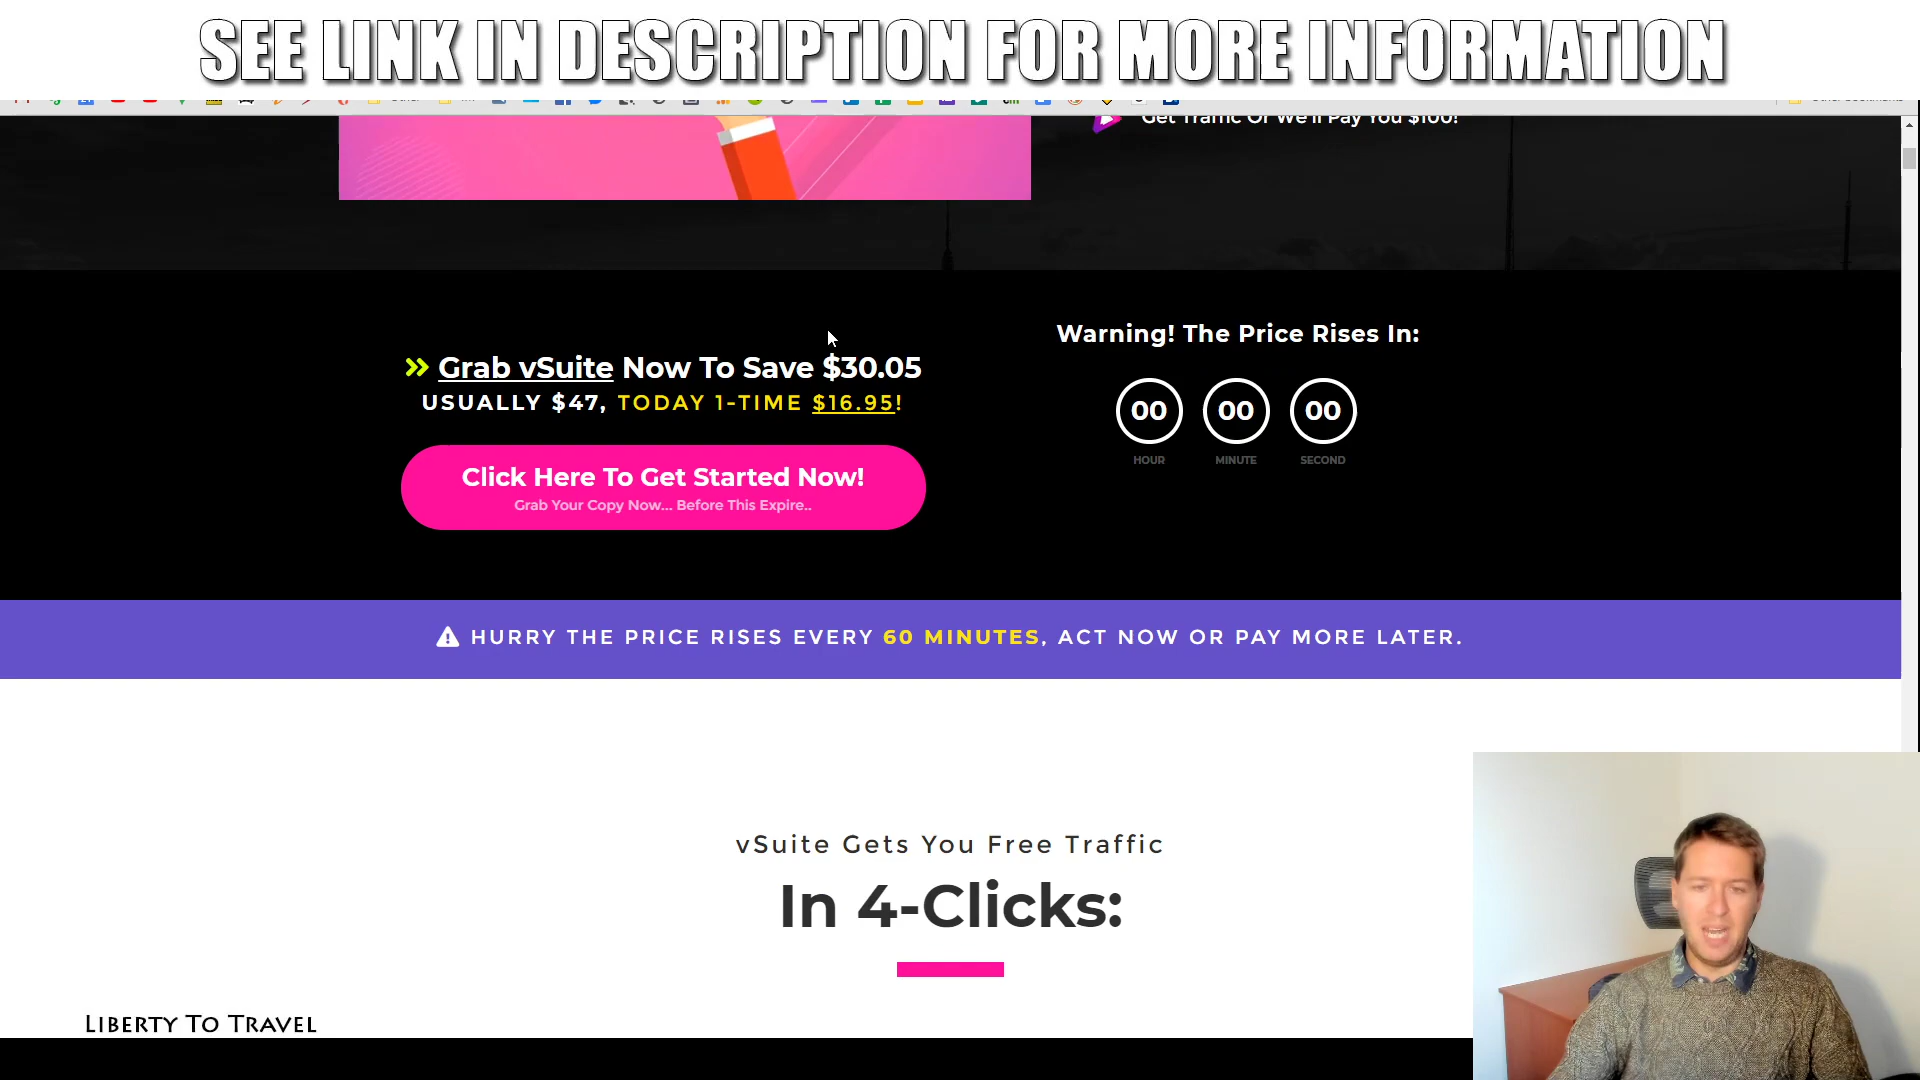 SEE LINK IN DESCRIPTION FOR MORE INFORMATION
Get Traffic Or We'll Pay You $100!
Warning! The Price Rises In:
Grab vSuite Now To Save $30.05
USUALLY $47, TODAY 1-TIME $16.95!
00 00 00
HOUR MINUTE SECOND
Click Here To Get Started Now!
Grab Your Copy Now... Before This Expire..
HURRY THE PRICE RISES EVERY 60 MINUTES, ACT NOW OR PAY MORE LATER.
vSuite Gets You Free Traffic
In 4-Clicks:
LIBERTY TO TRAVEL